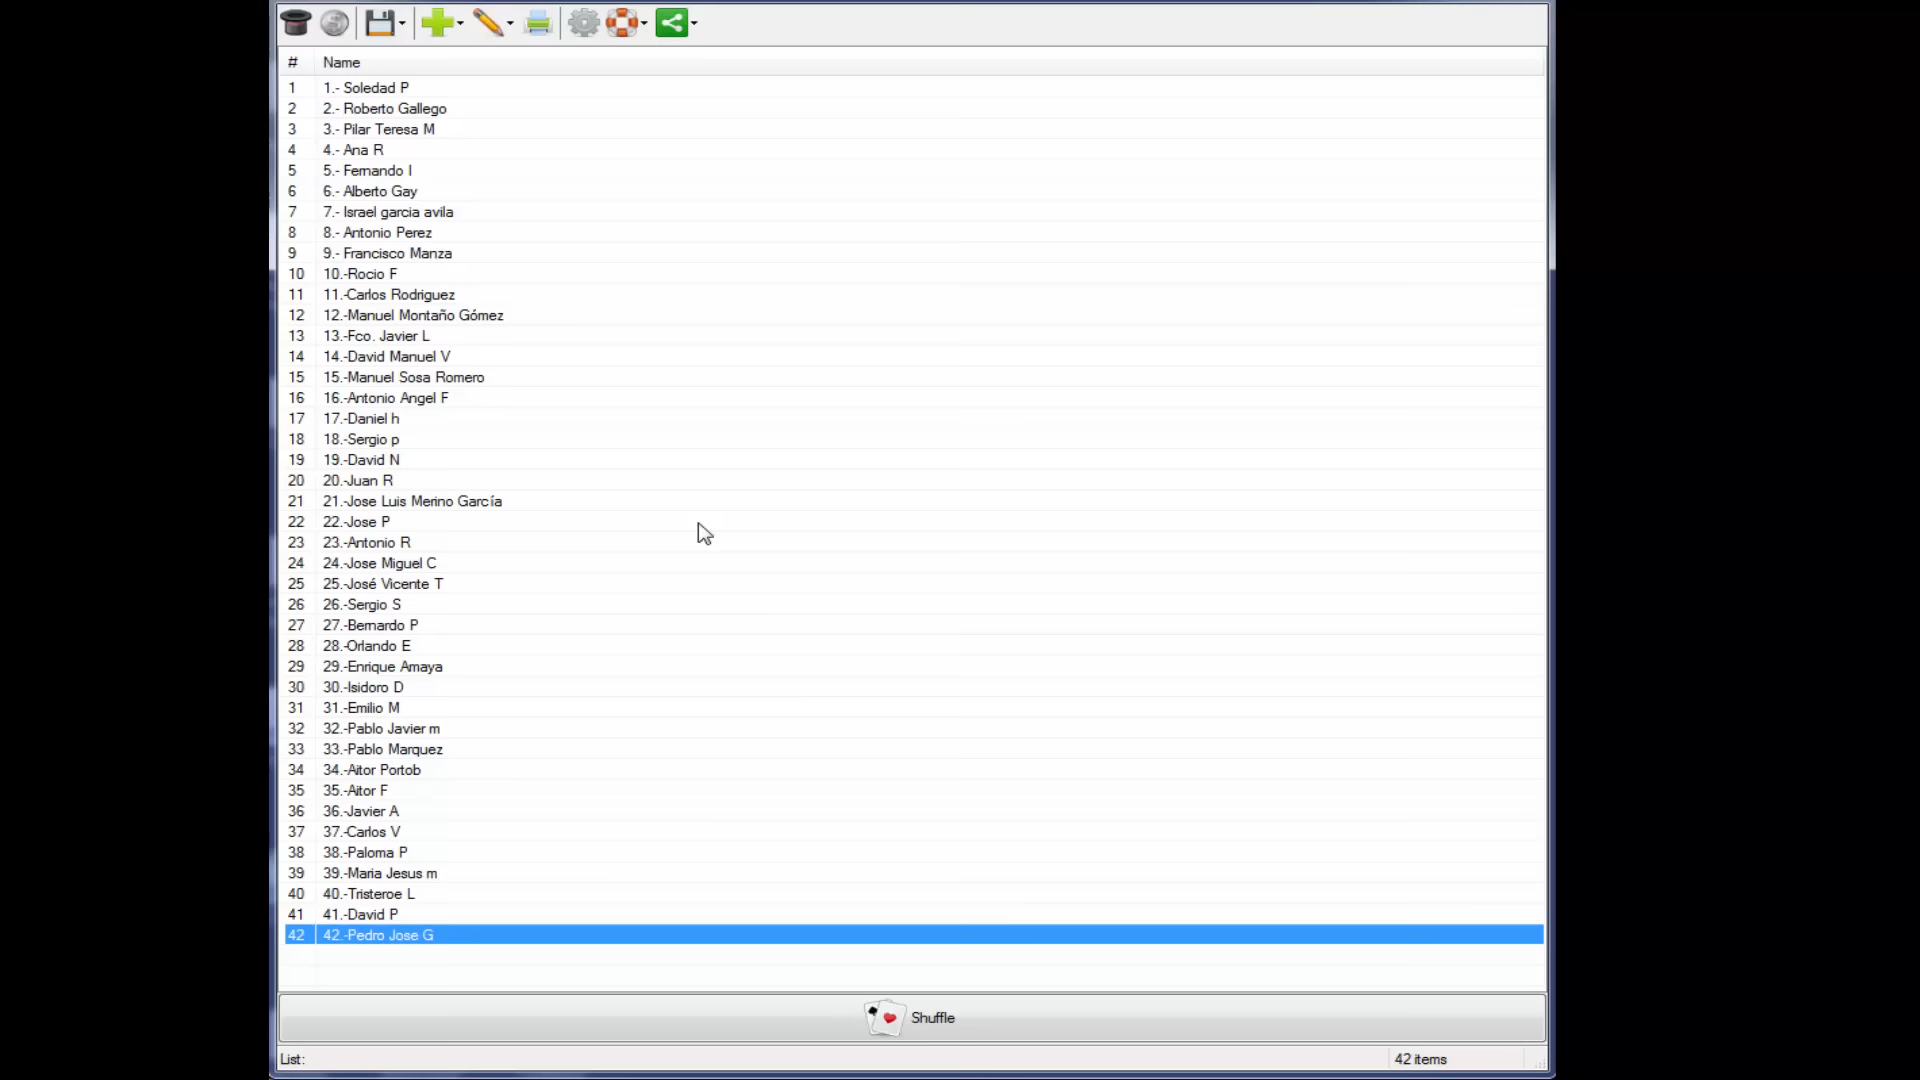 # Name
1 1.- Soledad P
2 2.- Roberto Gallego
3 3.- Pilar Teresa M
4 4.- Ana R
5 5.- Fernando I
6 6.- Alberto Gay
7 7.- Israel garcia avila
8 8.- Antonio Perez
9 9.- Francisco Manza
10 10.-Rocio F
11 11.-Carlos Rodriguez
12 12.-Manuel Montaño Gómez
13 13.-Fco. Javier L
14 14.-David Manuel V
15 15.-Manuel Sosa Romero
16 16.-Antonio Angel F
17 17.-Daniel h
18 18.-Sergio p
19 19.-David N
20 20.-Juan R
21 21.-Jose Luis Merino García
22 22.-Jose P
23 23.-Antonio R
24 24.-Jose Miguel C
25 25.-José Vicente T
26 26.-Sergio S
27 27.-Bernardo P
28 28.-Orlando E
29 29.-Enrique Amaya
30 30.-Isidoro D
31 31.-Emilio M
32 32.-Pablo Javier m
33 33.-Pablo Marquez
34 34.-Aitor Portob
35 35.-Aitor F
36 36.-Javier A
37 37.-Carlos V
38 38.-Paloma P
39 39.-Maria Jesus m
40 40.-Tristeroe L
41 41.-David P
42 42.-Pedro Jose G
Shuffle
List: 42 items